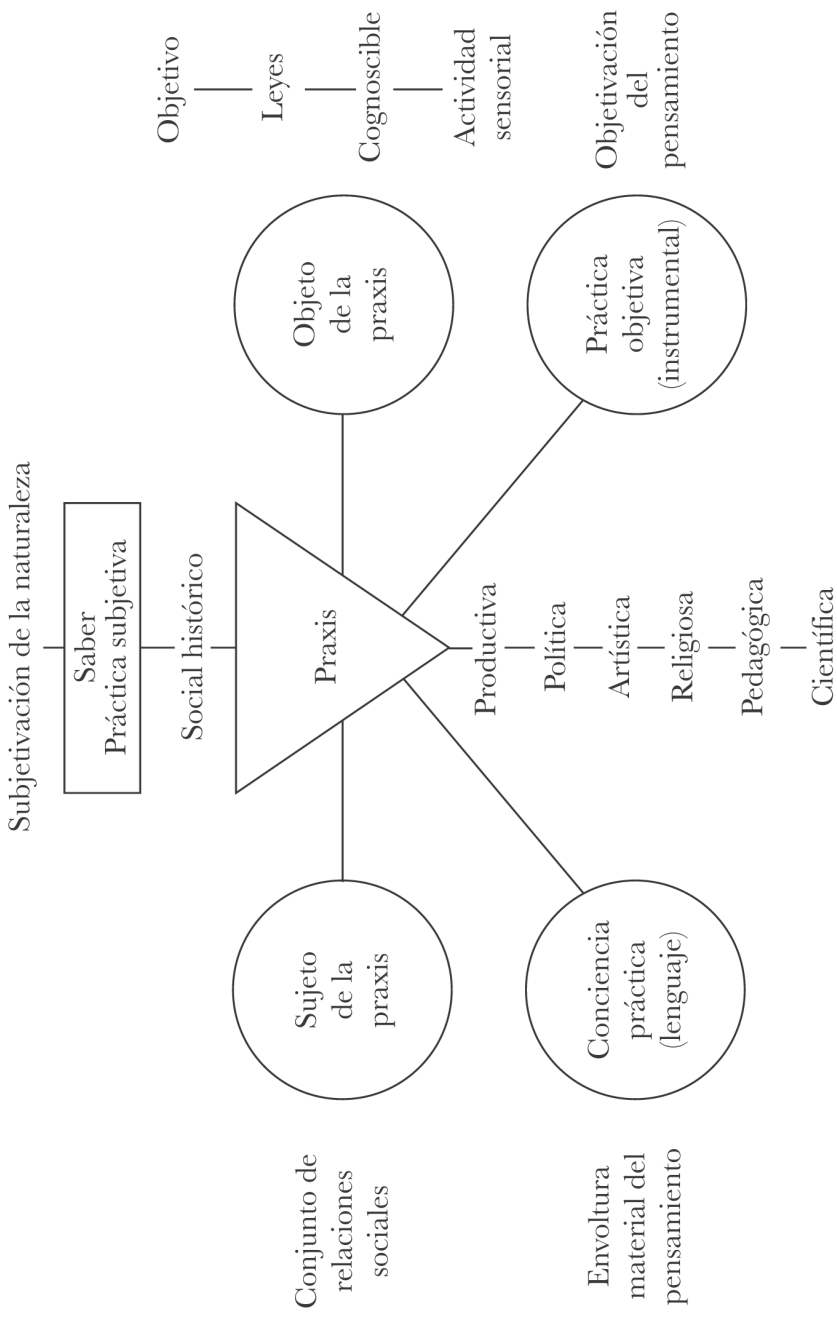 Subjetivación de la naturaleza
Saber
Práctica subjetiva
Social histórico
Praxis
Sujeto
de la
praxis
Conjunto de
relaciones
sociales
Objeto
de la
praxis
Objetivo
Leyes
Cognoscible
Actividad
sensorial
Conciencia
práctica
(lenguaje)
Envoltura
material del
pensamiento
Productiva
Política
Artística
Religiosa
Pedagógica
Científica
Práctica
objetiva
(instrumental)
Objetivación
del
pensamiento